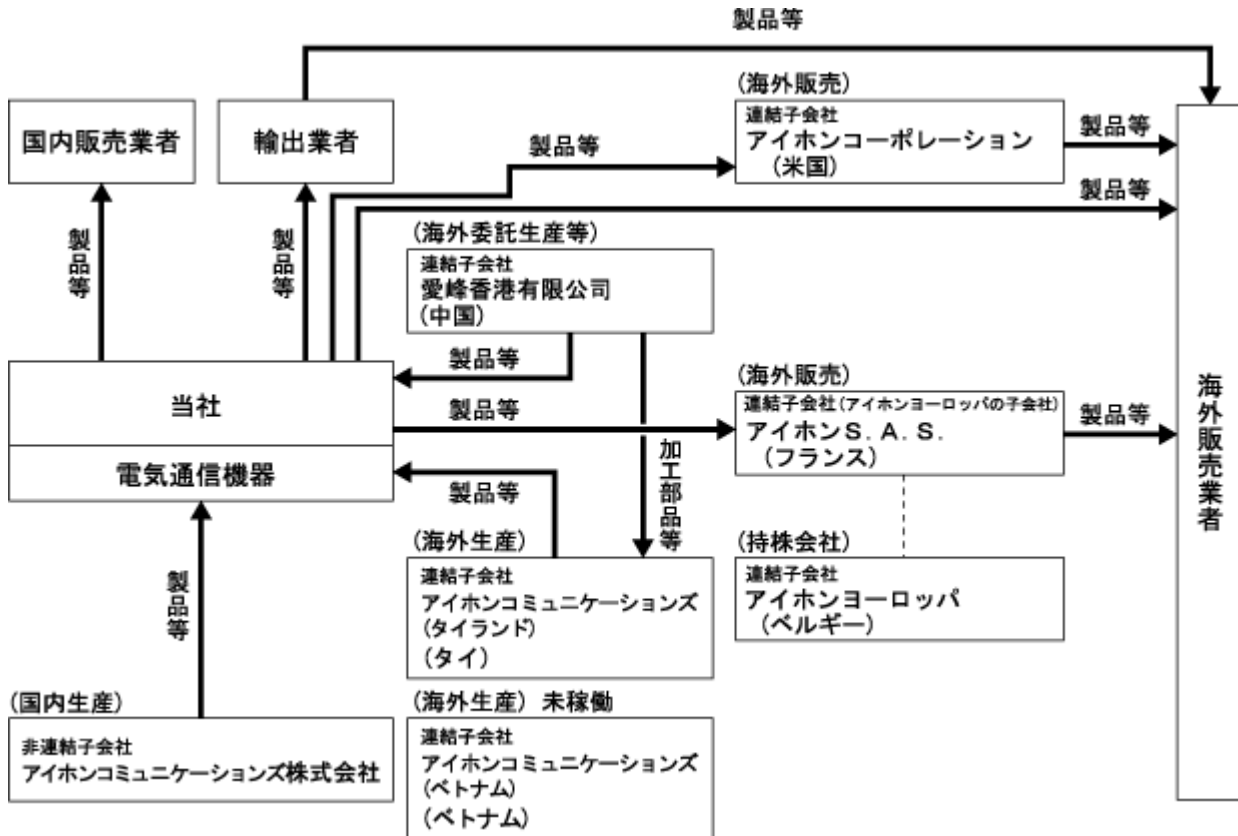 製品等
国内販売業者
輸出業者
製品等
(海外販売)
連結子会社
アイホンコーポレーション
(米国)
製品等
製品等
製品等
製品等
(海外委託生産等)
連結子会社
愛峰香港有限公司
(中国)
製品等
当社
電気通信機器
製品等
(海外販売)
連結子会社(アイホンヨーロッパの子会社)
アイホンS．A．S．
(フランス)
製品等
海外販売業者
製品等
加工部品等
(海外生産)
連結子会社
アイホンコミュニケーションズ
(タイランド)
(タイ)
(持株会社)
連結子会社
アイホンヨーロッパ
(ベルギー)
製品等
(国内生産)
非連結子会社
アイホンコミュニケーションズ株式会社
(海外生産) 未稼働
連結子会社
アイホンコミュニケーションズ
(ベトナム)
(ベトナム)